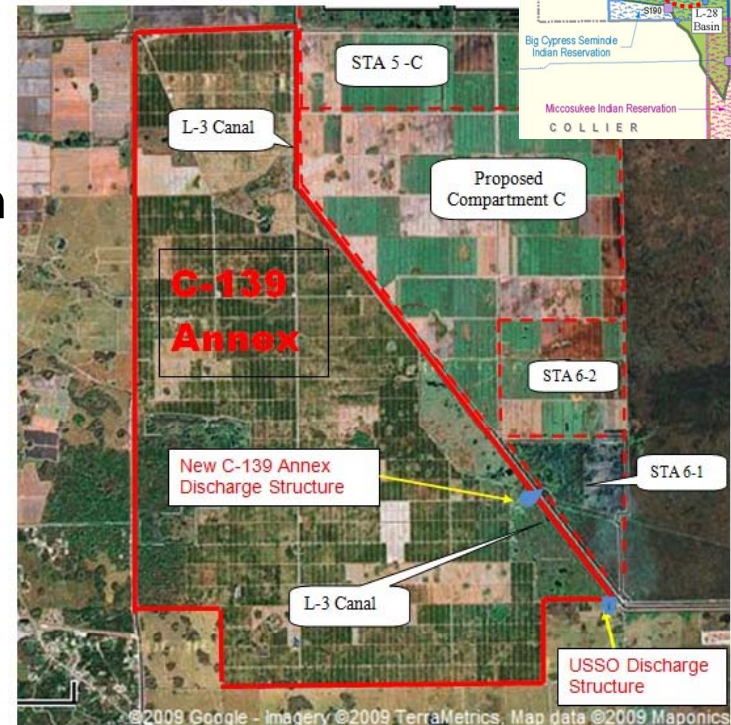 S190
L-28
Basin
Big Cypress Seminole
Indian Reservation
Miccosukee Indian Reservation
COLLIER
STA 5 -C
L-3 Canal
Proposed
Compartment C
C-139
Annex
STA 6-2
New C-139 Annex
Discharge Structure
STA 6-1
L-3 Canal
USSO Discharge
Structure
©2009 Google - Imagery ©2009 TerraMetrics, Map data ©2009 Maponics